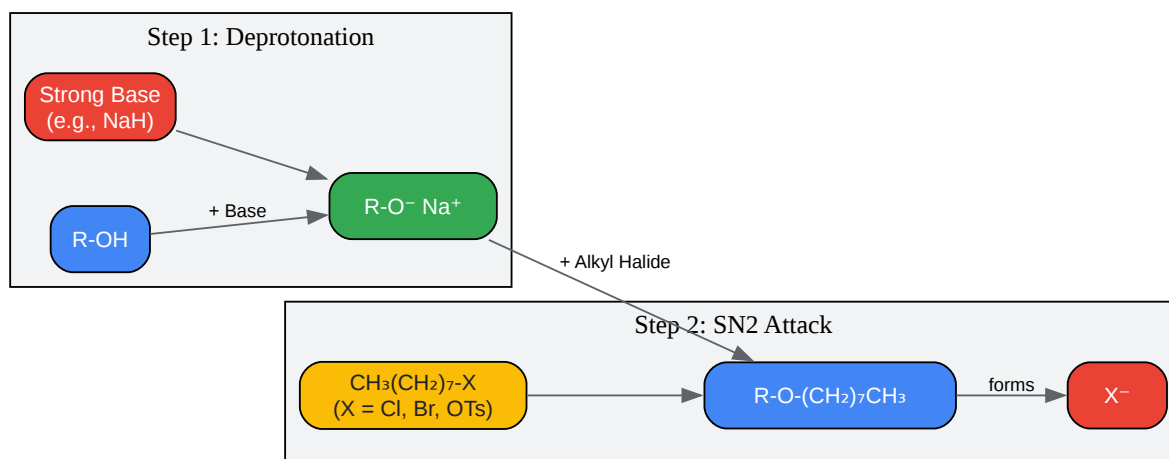 Step 1: Deprotonation
Strong Base
(e.g., NaH)
+ Base
R-O⁻ Na⁺
R-OH
+ Alkyl Halide
Step 2: SN2 Attack
CH₃(CH₂)₇-X
(X = Cl, Br, OTs)
R-O-(CH₂)₇CH₃
forms
X⁻